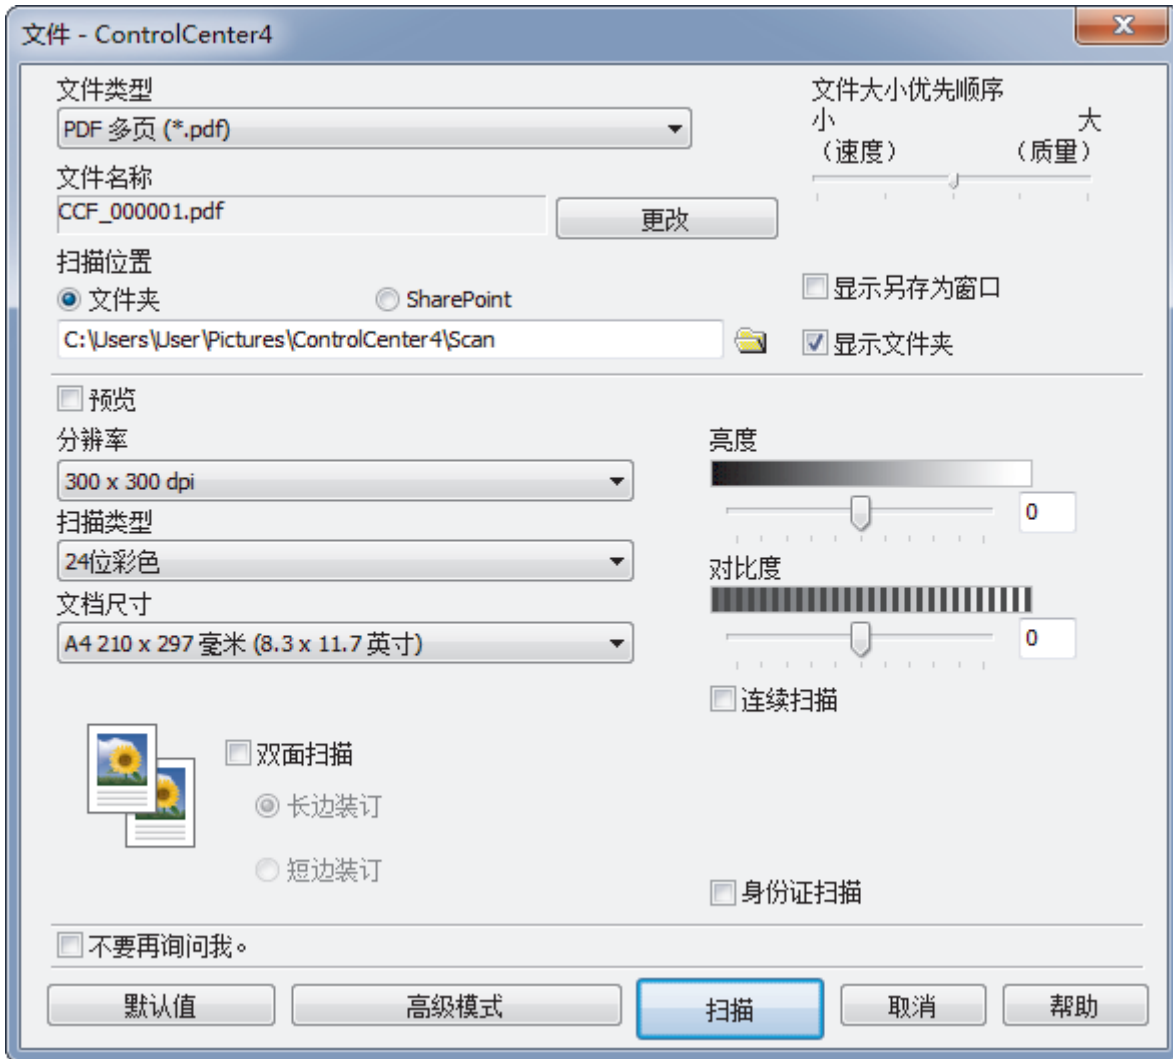 文件 - ControlCenter4
文件类型
PDF 多页 (*.pdf)
文件大小优先顺序
小 大
（速度） （质量）
文件名称
CCF_000001.pdf
更改
扫描位置
文件夹 SharePoint
显示另存为窗口
C:\Users\User\Pictures\ControlCenter4\Scan
显示文件夹
预览
分辨率
300 x 300 dpi
扫描类型
24位彩色
文档尺寸
A4 210 x 297 毫米 (8.3 x 11.7 英寸)
亮度
0
对比度
0
连续扫描
双面扫描
长边装订
短边装订
身份证扫描
不要再询问我。
默认值 高级模式 扫描 取消 帮助